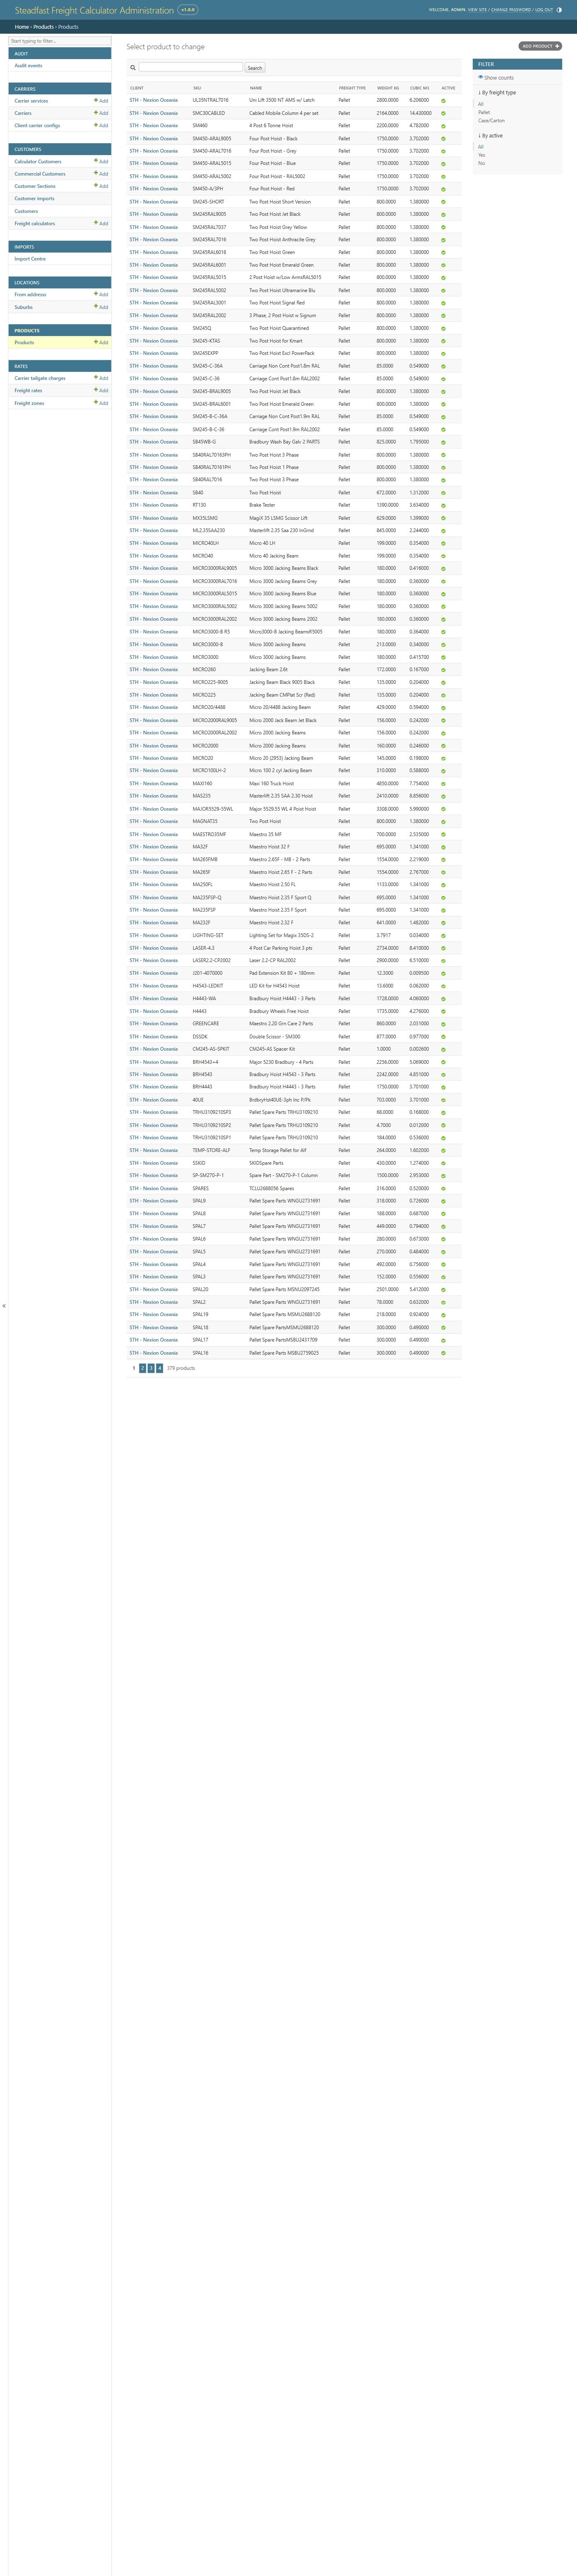 Steadfast Freight Calculator Administration v1.0.0
WELCOME, ADMIN. VIEW SITE / CHANGE PASSWORD / LOG OUT
Home › Products › Products
Start typing to filter...
AUDIT
Audit events
CARRIERS
Carrier services Add
Carriers Add
Client carrier configs Add
CUSTOMERS
Calculator Customers Add
Commercial Customers Add
Customer Sections Add
Customer imports
Customers
Freight calculators Add
IMPORTS
Import Centre
LOCATIONS
From addresss Add
Suburbs Add
PRODUCTS
Products Add
RATES
Carrier tailgate charges Add
Freight rates Add
Freight zones Add
«
Select product to change
ADD PRODUCT
Search
CLIENT SKU NAME FREIGHT TYPE WEIGHT KG CUBIC M3 ACTIVE
STH - Nexion Oceania UL35NTRAL7016 Uni Lift 3500 NT AMS w/ Latch Pallet 2800.0000 6.206000
STH - Nexion Oceania SMC30CABLED Cabled Mobile Column 4 per set Pallet 2164.0000 14.430000
STH - Nexion Oceania SM460 4 Post 6 Tonne Hoist Pallet 2200.0000 4.782000
STH - Nexion Oceania SM450-ARAL9005 Four Post Hoist - Black Pallet 1750.0000 3.702000
STH - Nexion Oceania SM450-ARAL7016 Four Post Hoist - Grey Pallet 1750.0000 3.702000
STH - Nexion Oceania SM450-ARAL5015 Four Post Hoist - Blue Pallet 1750.0000 3.702000
STH - Nexion Oceania SM450-ARAL5002 Four Post Hoist - RAL5002 Pallet 1750.0000 3.702000
STH - Nexion Oceania SM450-A/3PH Four Post Hoist - Red Pallet 1750.0000 3.702000
STH - Nexion Oceania SM245-SHORT Two Post Hoist Short Version Pallet 800.0000 1.380000
STH - Nexion Oceania SM245RAL9005 Two Post Hoist Jet Black Pallet 800.0000 1.380000
STH - Nexion Oceania SM245RAL7037 Two Post Hoist Grey Yellow Pallet 800.0000 1.380000
STH - Nexion Oceania SM245RAL7016 Two Post Hoist Anthracite Grey Pallet 800.0000 1.380000
STH - Nexion Oceania SM245RAL6018 Two Post Hoist Green Pallet 800.0000 1.380000
STH - Nexion Oceania SM245RAL6001 Two Post Hoist Emerald Green Pallet 800.0000 1.380000
STH - Nexion Oceania SM245RAL5015 2 Post Hoist w/Low ArmsRAL5015 Pallet 800.0000 1.380000
STH - Nexion Oceania SM245RAL5002 Two Post Hoist Ultramarine Blu Pallet 800.0000 1.380000
STH - Nexion Oceania SM245RAL3001 Two Post Hoist Signal Red Pallet 800.0000 1.380000
STH - Nexion Oceania SM245RAL2002 3 Phase, 2 Post Hoist w Signum Pallet 800.0000 1.380000
STH - Nexion Oceania SM245Q Two Post Hoist Quarantined Pallet 800.0000 1.380000
STH - Nexion Oceania SM245-KTAS Two Post Hoist for Kmart Pallet 800.0000 1.380000
STH - Nexion Oceania SM245EXPP Two Post Hoist Excl PowerPack Pallet 800.0000 1.380000
STH - Nexion Oceania SM245-C-36A Carriage Non Cont Post1.8m RAL Pallet 85.0000 0.549000
STH - Nexion Oceania SM245-C-36 Carriage Cont Post1.8m RAL2002 Pallet 85.0000 0.549000
STH - Nexion Oceania SM245-BRAL9005 Two Post Hoist Jet Black Pallet 800.0000 1.380000
STH - Nexion Oceania SM245-BRAL6001 Two Post Hoist Emerald Green Pallet 800.0000 1.380000
STH - Nexion Oceania SM245-B-C-36A Carriage Non Cont Post1.9m RAL Pallet 85.0000 0.549000
STH - Nexion Oceania SM245-B-C-36 Carriage Cont Post1.9m RAL2002 Pallet 85.0000 0.549000
STH - Nexion Oceania SB45WB-G Bradbury Wash Bay Galv 2 PARTS Pallet 825.0000 1.795000
STH - Nexion Oceania SB40RAL70163PH Two Post Hoist 3 Phase Pallet 800.0000 1.380000
STH - Nexion Oceania SB40RAL70161PH Two Post Hoist 1 Phase Pallet 800.0000 1.380000
STH - Nexion Oceania SB40RAL7016 Two Post Hoist 3 Phase Pallet 800.0000 1.380000
STH - Nexion Oceania SB40 Two Post Hoist Pallet 672.0000 1.312000
STH - Nexion Oceania RT130 Brake Tester Pallet 1390.0000 3.634000
STH - Nexion Oceania MX35LSMG MagiX 35 LSMG Scissor Lift Pallet 629.0000 1.399000
STH - Nexion Oceania ML2.35SAA230 Masterlift 2.35 Saa 230 InGrnd Pallet 845.0000 2.244000
STH - Nexion Oceania MICRO40LH Micro 40 LH Pallet 199.0000 0.354000
STH - Nexion Oceania MICRO40 Micro 40 Jacking Beam Pallet 199.0000 0.354000
STH - Nexion Oceania MICRO3000RAL9005 Micro 3000 Jacking Beams Black Pallet 180.0000 0.416000
STH - Nexion Oceania MICRO3000RAL7016 Micro 3000 Jacking Beams Grey Pallet 180.0000 0.360000
STH - Nexion Oceania MICRO3000RAL5015 Micro 3000 Jacking Beams Blue Pallet 180.0000 0.360000
STH - Nexion Oceania MICRO3000RAL5002 Micro 3000 Jacking Beams 5002 Pallet 180.0000 0.360000
STH - Nexion Oceania MICRO3000RAL2002 Micro 3000 Jacking Beams 2002 Pallet 180.0000 0.360000
STH - Nexion Oceania MICRO3000-B R5 Micro3000-B Jacking BeamsR5005 Pallet 180.0000 0.364000
STH - Nexion Oceania MICRO3000-B Micro 3000 Jacking Beams Pallet 213.0000 0.340000
STH - Nexion Oceania MICRO3000 Micro 3000 Jacking Beams Pallet 180.0000 0.415700
STH - Nexion Oceania MICRO260 Jacking Beam 2.6t Pallet 172.0000 0.167000
STH - Nexion Oceania MICRO225-9005 Jacking Beam Black 9005 Black Pallet 135.0000 0.204000
STH - Nexion Oceania MICRO225 Jacking Beam CMPlat Scr (Red) Pallet 135.0000 0.204000
STH - Nexion Oceania MICRO20/448B Micro 20/448B Jacking Beam Pallet 429.0000 0.594000
STH - Nexion Oceania MICRO2000RAL9005 Micro 2000 Jack Beam Jet Black Pallet 156.0000 0.242000
STH - Nexion Oceania MICRO2000RAL2002 Micro 2000 Jacking Beams Pallet 156.0000 0.242000
STH - Nexion Oceania MICRO2000 Micro 2000 Jacking Beams Pallet 160.0000 0.246000
STH - Nexion Oceania MICRO20 Micro 20 (2953) Jacking Beam Pallet 145.0000 0.198000
STH - Nexion Oceania MICRO100LH-2 Micro 100 2 cyl Jacking Beam Pallet 310.0000 0.588000
STH - Nexion Oceania MAXI160 Maxi 160 Truck Hoist Pallet 4850.0000 7.754000
STH - Nexion Oceania MAS235 Masterlift 2.35 SAA 2.30 Hoist Pallet 2410.0000 8.856000
STH - Nexion Oceania MAJOR5529-55WL Major 5529.55 WL 4 Point Hoist Pallet 3308.0000 5.990000
STH - Nexion Oceania MAGNAT35 Two Post Hoist Pallet 800.0000 1.380000
STH - Nexion Oceania MAESTRO35MF Maestro 35 MF Pallet 700.0000 2.535000
STH - Nexion Oceania MA32F Maestro Hoist 32 F Pallet 695.0000 1.341000
STH - Nexion Oceania MA265FMB Maestro 2.65F - MB - 2 Parts Pallet 1554.0000 2.219000
STH - Nexion Oceania MA265F Maestro Hoist 2.65 F - 2 Parts Pallet 1554.0000 2.767000
STH - Nexion Oceania MA250FL Maestro Hoist 2.50 FL Pallet 1133.0000 1.341000
STH - Nexion Oceania MA235FSP-Q Maestro Hoist 2.35 F Sport Q Pallet 695.0000 1.341000
STH - Nexion Oceania MA235FSP Maestro Hoist 2.35 F Sport Pallet 695.0000 1.341000
STH - Nexion Oceania MA232F Maestro Hoist 2.32 F Pallet 641.0000 1.482000
STH - Nexion Oceania LIGHTING-SET Lighting Set for Magix 35DS-2 Pallet 3.7917 0.034000
STH - Nexion Oceania LASER-4.3 4 Post Car Parking Hoist 3 pts Pallet 2734.0000 8.410000
STH - Nexion Oceania LASER2.2-CP2002 Laser 2.2-CP RAL2002 Pallet 2900.0000 6.510000
STH - Nexion Oceania J201-4070000 Pad Extension Kit 80 + 180mm Pallet 12.3000 0.009500
STH - Nexion Oceania H4543-LEDKIT LED Kit for H4543 Hoist Pallet 13.6000 0.062000
STH - Nexion Oceania H4443-WA Bradbury Hoist H4443 - 3 Parts Pallet 1728.0000 4.060000
STH - Nexion Oceania H4443 Bradbury Wheels Free Hoist Pallet 1735.0000 4.276000
STH - Nexion Oceania GREENCARE Maestro 2.20 Grn Care 2 Parts Pallet 860.0000 2.031000
STH - Nexion Oceania DSSDK Double Scissor - SM300 Pallet 877.0000 0.977000
STH - Nexion Oceania CM245-AS-SPKIT CM245-AS Spacer Kit Pallet 1.0000 0.002600
STH - Nexion Oceania BRH4543+4 Major 5230 Bradbury - 4 Parts Pallet 2256.0000 5.069000
STH - Nexion Oceania BRH4543 Bradbury Hoist H4543 - 3 Parts Pallet 2242.0000 4.851000
STH - Nexion Oceania BRH4443 Bradbury Hoist H4443 - 3 Parts Pallet 1750.0000 3.701000
STH - Nexion Oceania 40UE BrdbryHst40UE-3ph Inc P/Pk Pallet 703.0000 3.701000
STH - Nexion Oceania TRHU3109210SP3 Pallet Spare Parts TRHU3109210 Pallet 66.0000 0.168000
STH - Nexion Oceania TRHU3109210SP2 Pallet Spare Parts TRHU3109210 Pallet 4.7000 0.012000
STH - Nexion Oceania TRHU3109210SP1 Pallet Spare Parts TRHU3109210 Pallet 184.0000 0.536000
STH - Nexion Oceania TEMP-STORE-ALF Temp Storage Pallet for Alf Pallet 264.0000 1.602000
STH - Nexion Oceania SSKID SKIDSpare Parts Pallet 430.0000 1.274000
STH - Nexion Oceania SP-SM270-P-1 Spare Part - SM270-P-1 Column Pallet 1500.0000 2.953000
STH - Nexion Oceania SPARES TCLU2688056 Spares Pallet 316.0000 0.520000
STH - Nexion Oceania SPAL9 Pallet Spare Parts WNGU2731691 Pallet 318.0000 0.726000
STH - Nexion Oceania SPAL8 Pallet Spare Parts WNGU2731691 Pallet 188.0000 0.687000
STH - Nexion Oceania SPAL7 Pallet Spare Parts WNGU2731691 Pallet 449.0000 0.794000
STH - Nexion Oceania SPAL6 Pallet Spare Parts WNGU2731691 Pallet 280.0000 0.673000
STH - Nexion Oceania SPAL5 Pallet Spare Parts WNGU2731691 Pallet 270.0000 0.484000
STH - Nexion Oceania SPAL4 Pallet Spare Parts WNGU2731691 Pallet 492.0000 0.756000
STH - Nexion Oceania SPAL3 Pallet Spare Parts WNGU2731691 Pallet 152.0000 0.556000
STH - Nexion Oceania SPAL20 Pallet Spare Parts MSNU2097245 Pallet 2501.0000 5.412000
STH - Nexion Oceania SPAL2 Pallet Spare Parts WNGU2731691 Pallet 78.0000 0.632000
STH - Nexion Oceania SPAL19 Pallet Spare Parts MSMU2688120 Pallet 218.0000 0.924000
STH - Nexion Oceania SPAL18 Pallet Spare PartsMSMU2688120 Pallet 300.0000 0.490000
STH - Nexion Oceania SPAL17 Pallet Spare PartsMSBU3431709 Pallet 300.0000 0.490000
STH - Nexion Oceania SPAL16 Pallet Spare Parts MSBU2759025 Pallet 300.0000 0.490000
1 2 3 4 379 products
FILTER
Show counts
↓ By freight type
All
Pallet
Case/Carton
↓ By active
All
Yes
No